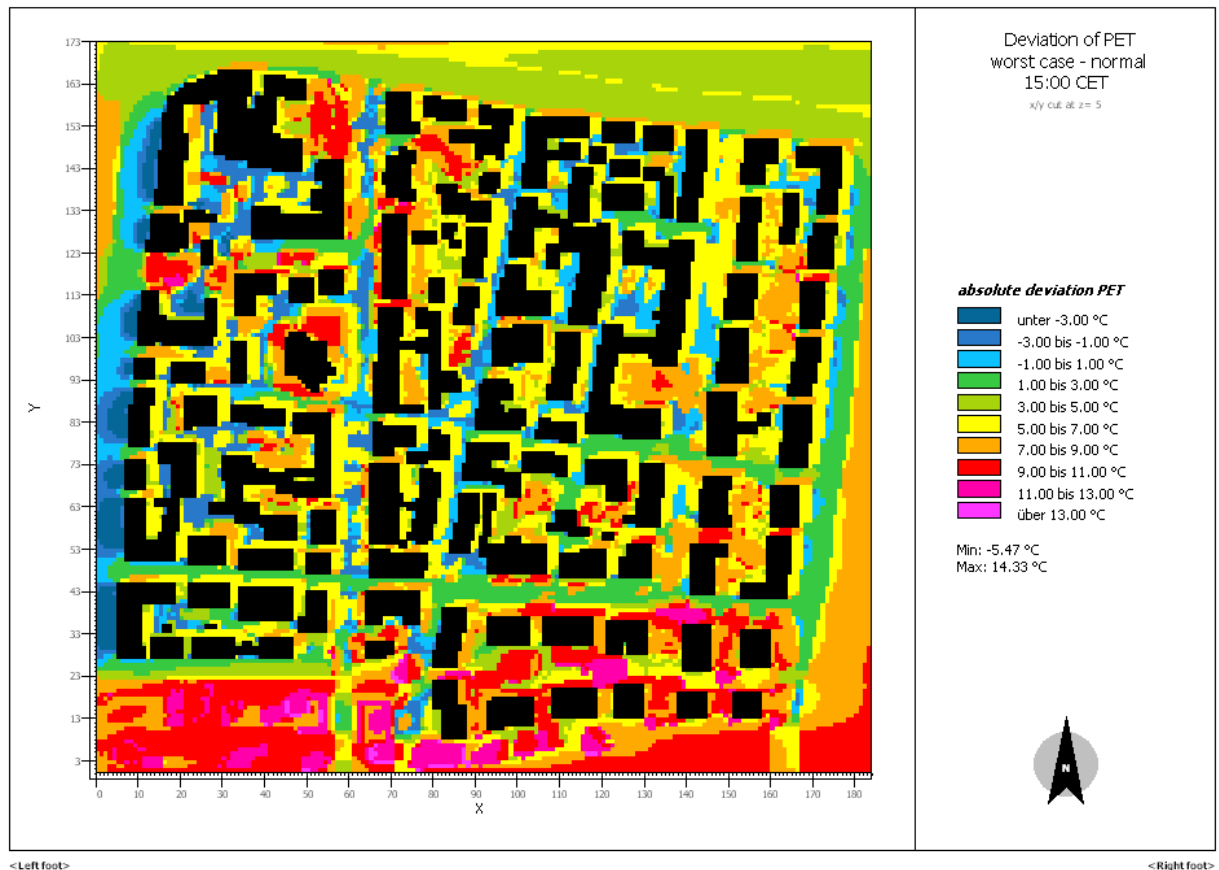 Deviation of PET
worst case - normal
15:00 CET
x/y cut at z= 5
173
163
153
143
133
123
113
103
93
83
73
63
53
43
33
23
13
3
Y
0 10 20 30 40 50 60 70 80 90 100 110 120 130 140 150 160 170 180
X
absolute deviation PET
unter -3.00 °C
-3.00 bis -1.00 °C
-1.00 bis 1.00 °C
1.00 bis 3.00 °C
3.00 bis 5.00 °C
5.00 bis 7.00 °C
7.00 bis 9.00 °C
9.00 bis 11.00 °C
11.00 bis 13.00 °C
über 13.00 °C
Min: -5.47 °C
Max: 14.33 °C
N
<Left foot>
<Right foot>